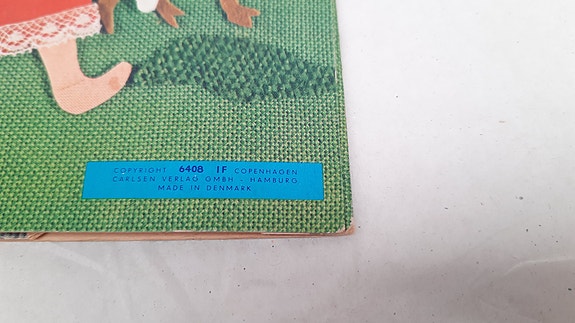 COPYRIGHT 6408 IF COPENHAGEN
CARLSEN VERLAG GMBH - HAMBURG
MADE IN DENMARK